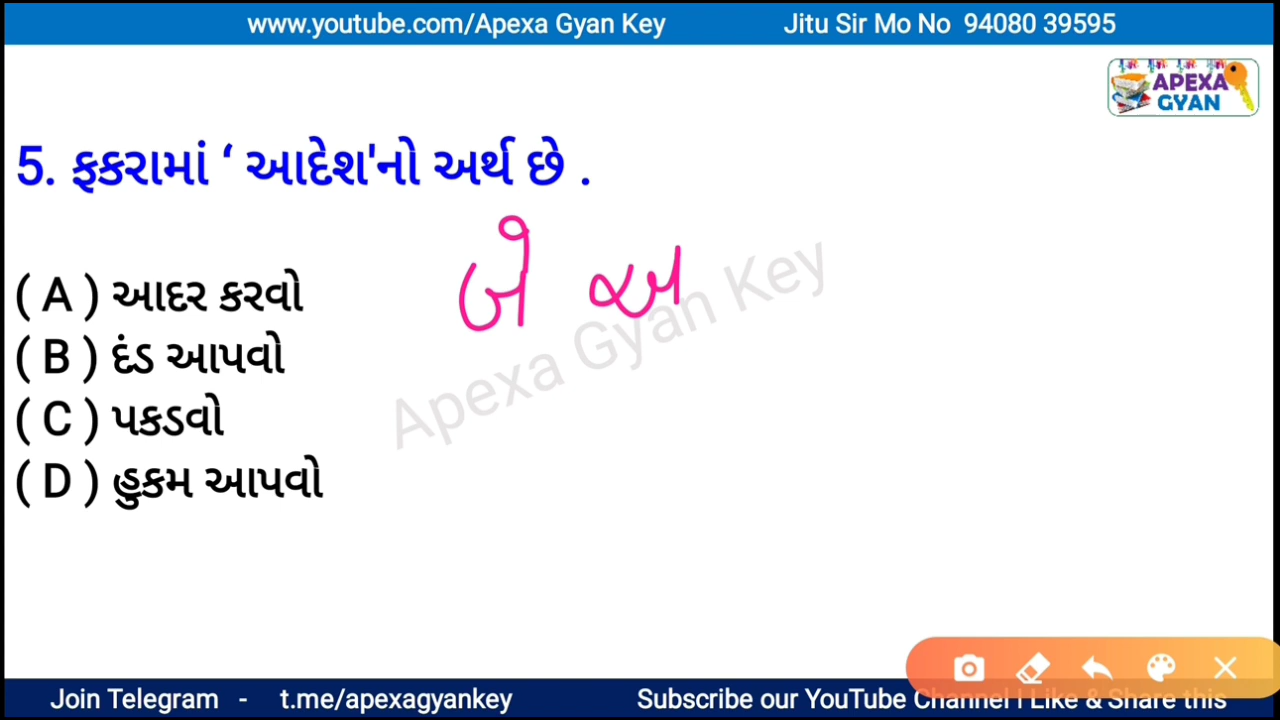 www.youtube.com/Apexa Gyan Key Jitu Sir Mo No 94080 39595
APEXA
GYAN
5. ફકરામાં ‘ આદેશ'નો અર્થ છે .
બે અ
( A ) આદર કરવો
( B ) દંડ આપવો
( C ) પકડવો
( D ) હુકમ આપવો
Apexa Gyan Key
Join Telegram - t.me/apexagyankey Subscribe our YouTube Channel I Like & Share this